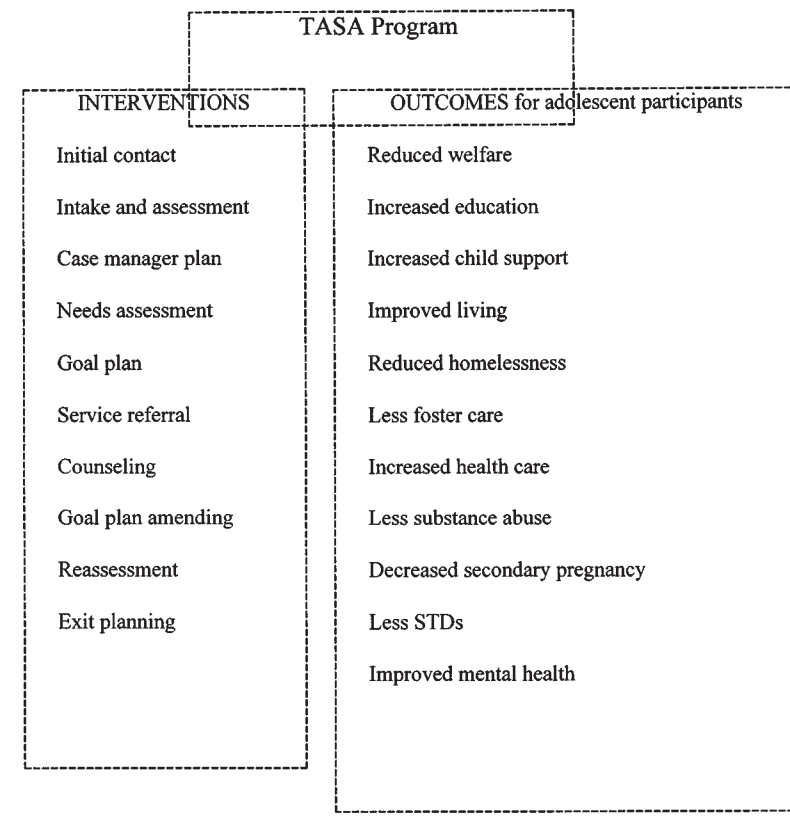 TASA Program
INTERVENTIONS
Initial contact
Intake and assessment
Case manager plan
Needs assessment
Goal plan
Service referral
Counseling
Goal plan amending
Reassessment
Exit planning
OUTCOMES for adolescent participants
Reduced welfare
Increased education
Increased child support
Improved living
Reduced homelessness
Less foster care
Increased health care
Less substance abuse
Decreased secondary pregnancy
Less STDs
Improved mental health